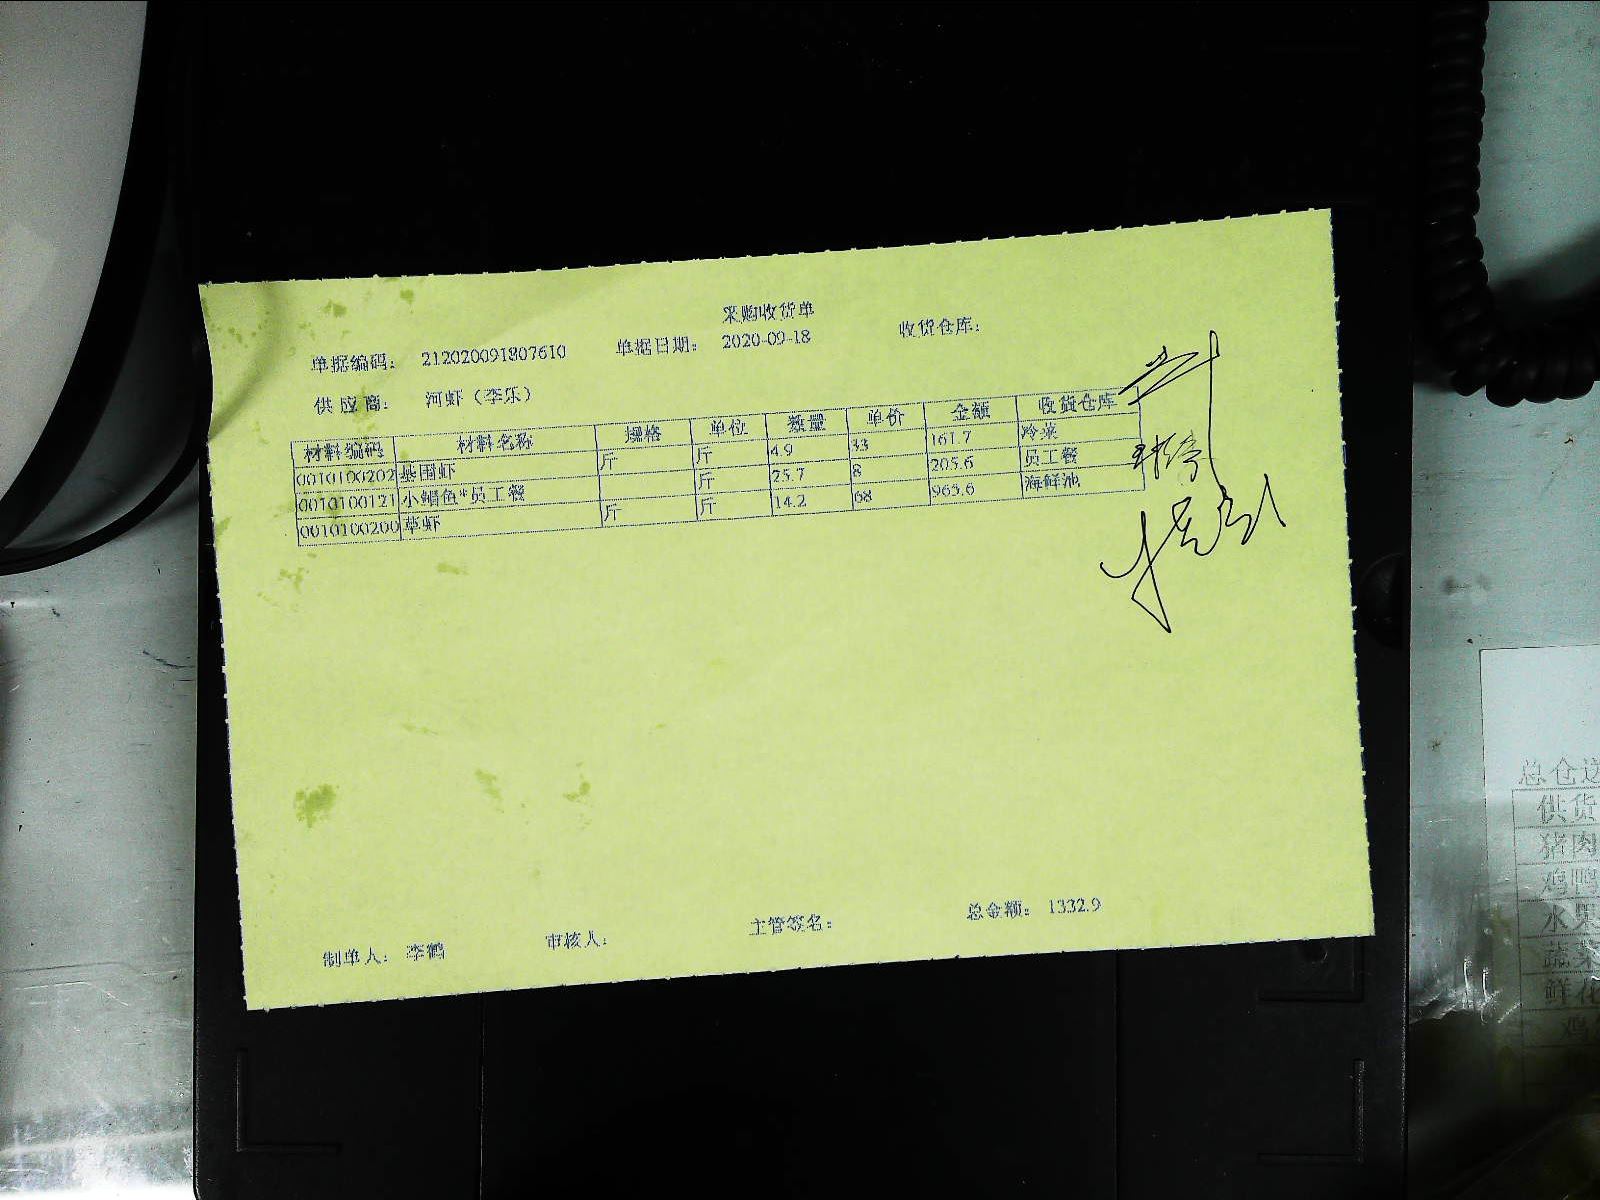 采购收货单
单据编码： 212020091807610 单据日期： 2020-09-18 收货仓库：
供应商： 河虾（李乐）
材料编码 材料名称 规格 单位 数量 单价 金额 收货仓库
0010100202 基围虾 斤 斤 4.9 33 161.7 冷菜
0010100121 小鲳鱼*员工餐 斤 25.7 8 205.6 员工餐
0010100200 草虾 斤 斤 14.2 68 965.6 海鲜池
制单人： 李鹤 审核人： 主管签名： 总金额： 1332.9
总仓
供货
猪肉
鸡鸭
水果
蔬菜
鲜花
鸡